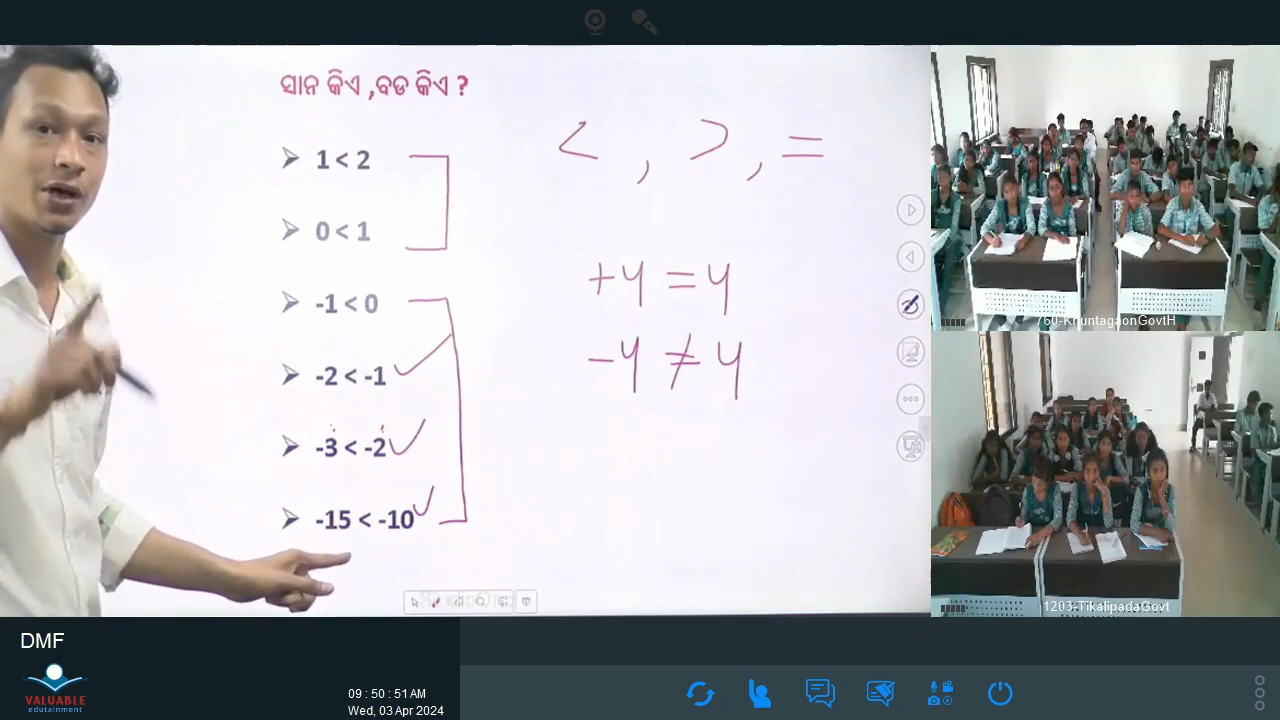 ସାନ କିଏ ,ବଡ କିଏ ?
1 < 2
0 < 1
-1 < 0
-2 < -1
-3 < -2
-15 < -10
< , > , =
+4 = 4
-4 ≠ 4
760-KhuntagaonGovtH
1203-TikalipadaGovt
DMF
VALUABLE
edutainment
09 : 50 : 51 AM
Wed, 03 Apr 2024